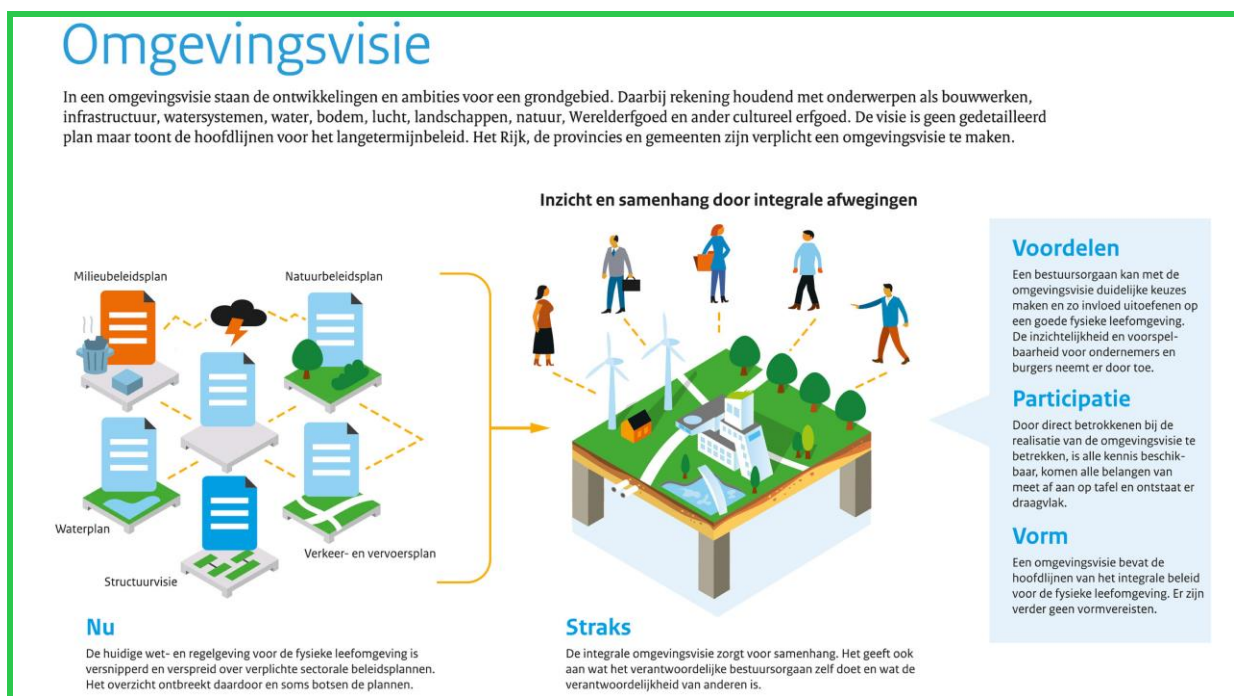 Omgevingsvisie
In een omgevingsvisie staan de ontwikkelingen en ambities voor een grondgebied. Daarbij rekening houdend met onderwerpen als bouwwerken,
infrastructuur, watersystemen, water, bodem, lucht, landschappen, natuur, Werelderfgoed en ander cultureel erfgoed. De visie is geen gedetailleerd
plan maar toont de hoofdlijnen voor het langetermijnbeleid. Het Rijk, de provincies en gemeenten zijn verplicht een omgevingsvisie te maken.
Milieubeleidsplan
Natuurbeleidsplan
Waterplan
Verkeer- en vervoersplan
Structuurvisie
Nu
De huidige wet- en regelgeving voor de fysieke leefomgeving is
versnipperd en verspreid over verplichte sectorale beleidsplannen.
Het overzicht ontbreekt daardoor en soms botsen de plannen.
Inzicht en samenhang door integrale afwegingen
Straks
De integrale omgevingsvisie zorgt voor samenhang. Het geeft ook
aan wat het verantwoordelijke bestuursorgaan zelf doet en wat de
verantwoordelijkheid van anderen is.
Voordelen
Een bestuursorgaan kan met de
omgevingsvisie duidelijke keuzes
maken en zo invloed uitoefenen op
een goede fysieke leefomgeving.
De inzichtelijkheid en voorspel-
baarheid voor ondernemers en
burgers neemt er door toe.
Participatie
Door direct betrokkenen bij de
realisatie van de omgevingsvisie te
betrekken, is alle kennis beschik-
baar, komen alle belangen van
meet af aan op tafel en ontstaat er
draagvlak.
Vorm
Een omgevingsvisie bevat de
hoofdlijnen van het integrale beleid
voor de fysieke leefomgeving. Er zijn
verder geen vormvereisten.